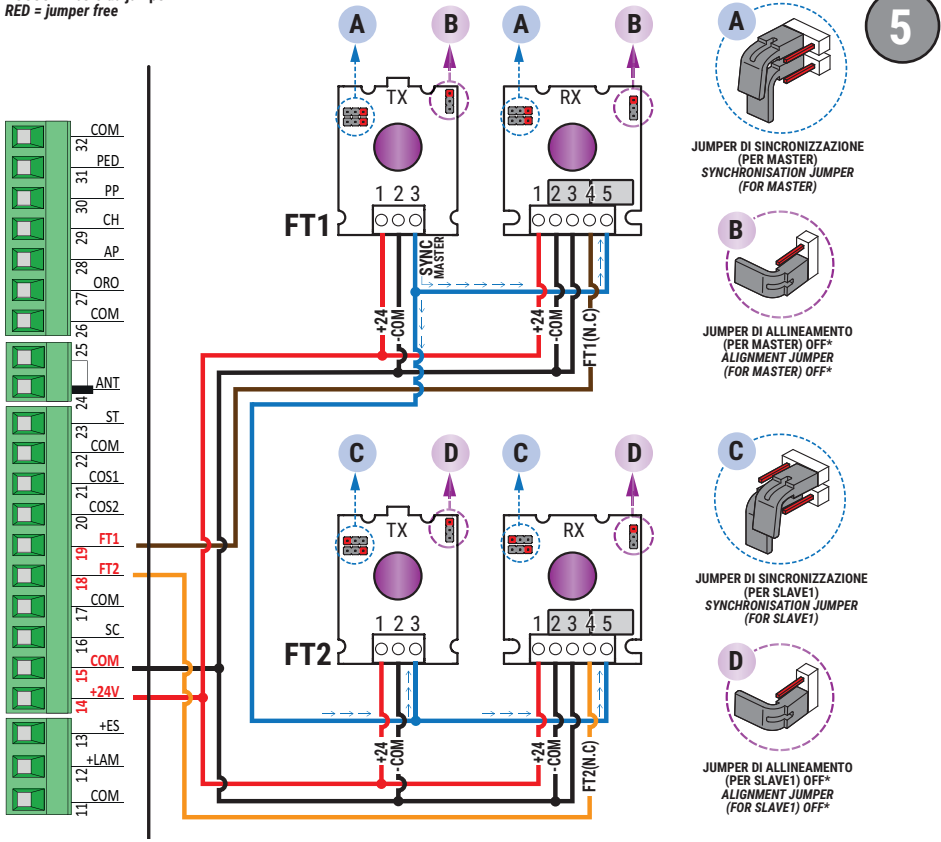 RED = jumper free
5
A
B
A
B
TX
RX
1 2 3
1 2 3 4 5
FT1
SYNC
MASTER
+24
-COM
+24
-COM
FT1(N.C)
C
D
C
D
TX
RX
1 2 3
1 2 3 4 5
FT2
+24
-COM
+24
-COM
FT2(N.C)
COM
32
PED
31
PP
30
CH
29
AP
28
ORO
27
COM
26
25
ANT
24
ST
23
COM
22
COS1
21
COS2
20
FT1
19
FT2
18
COM
17
SC
16
COM
15
+24V
14
+ES
13
+LAM
12
COM
11
A
JUMPER DI SINCRONIZZAZIONE
(PER MASTER)
SYNCHRONISATION JUMPER
(FOR MASTER)
B
JUMPER DI ALLINEAMENTO
(PER MASTER) OFF*
ALIGNMENT JUMPER
(FOR MASTER) OFF*
C
JUMPER DI SINCRONIZZAZIONE
(PER SLAVE1)
SYNCHRONISATION JUMPER
(FOR SLAVE1)
D
JUMPER DI ALLINEAMENTO
(PER SLAVE1) OFF*
ALIGNMENT JUMPER
(FOR SLAVE1) OFF*